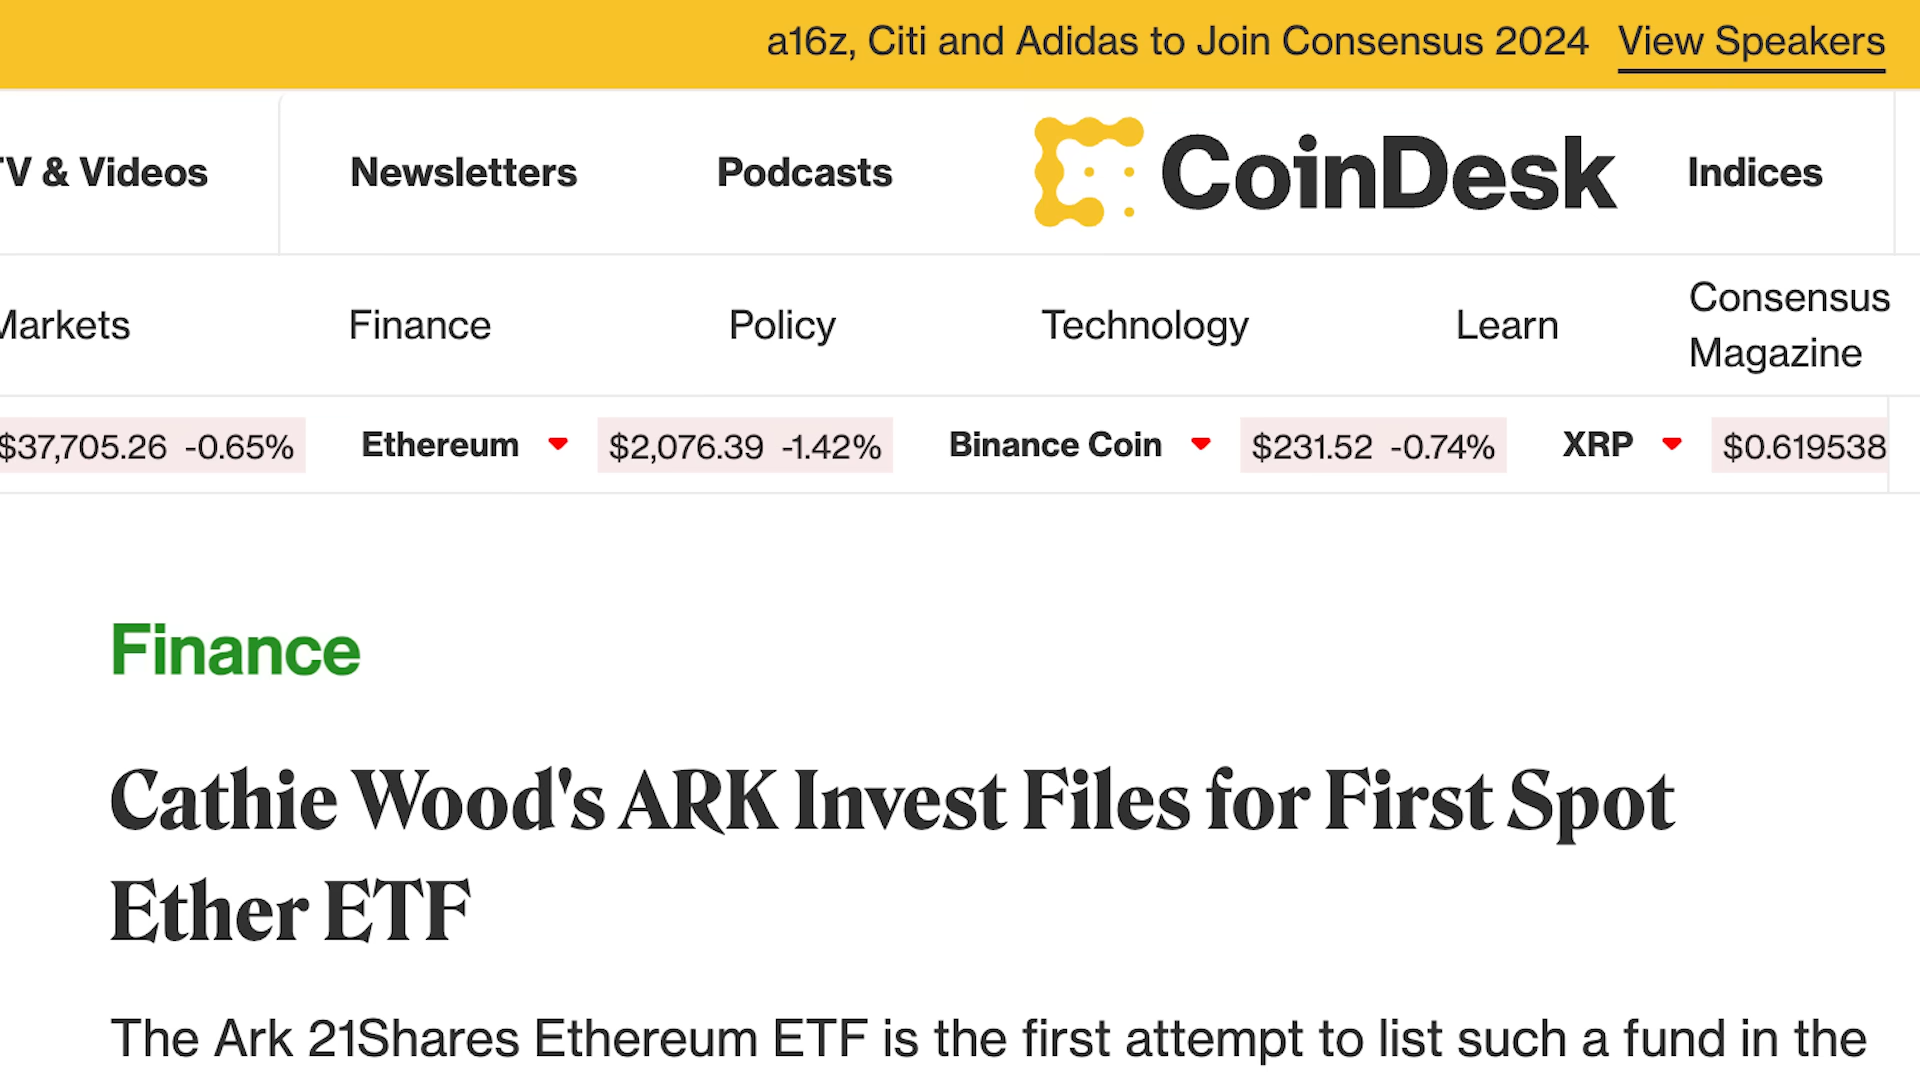 a16z, Citi and Adidas to Join Consensus 2024 View Speakers
V & Videos Newsletters Podcasts CoinDesk Indices
Markets Finance Policy Technology Learn Consensus Magazine
$37,705.26 -0.65% Ethereum $2,076.39 -1.42% Binance Coin $231.52 -0.74% XRP $0.619538
Finance
Cathie Wood's ARK Invest Files for First Spot
Ether ETF
The Ark 21Shares Ethereum ETF is the first attempt to list such a fund in the